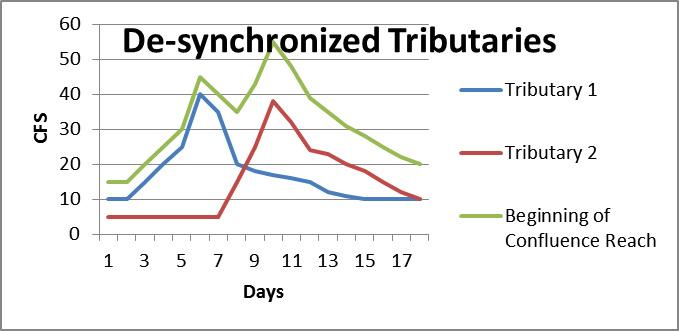 De-synchronized Tributaries
60
50
40
30
20
10
0
CFS
1 3 5 7 9 11 13 15 17
Days
Tributary 1
Tributary 2
Beginning of
Confluence Reach